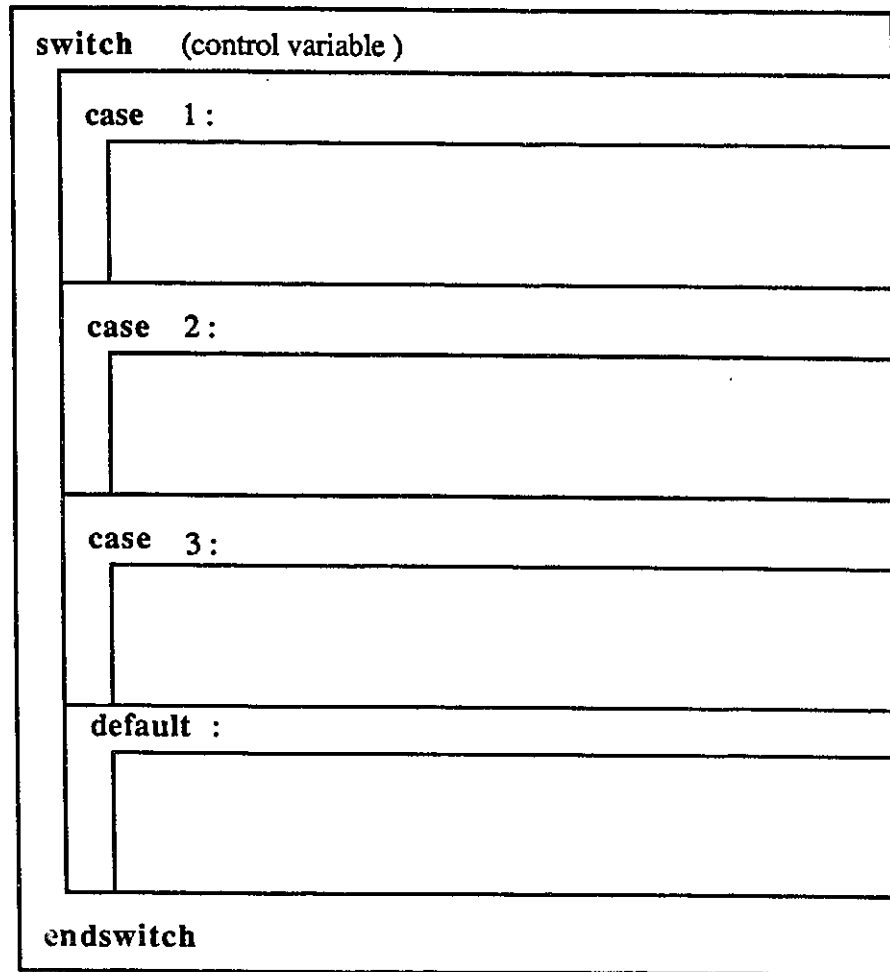 switch (control variable )
case 1 :
case 2 :
case 3 :
default :
endswitch